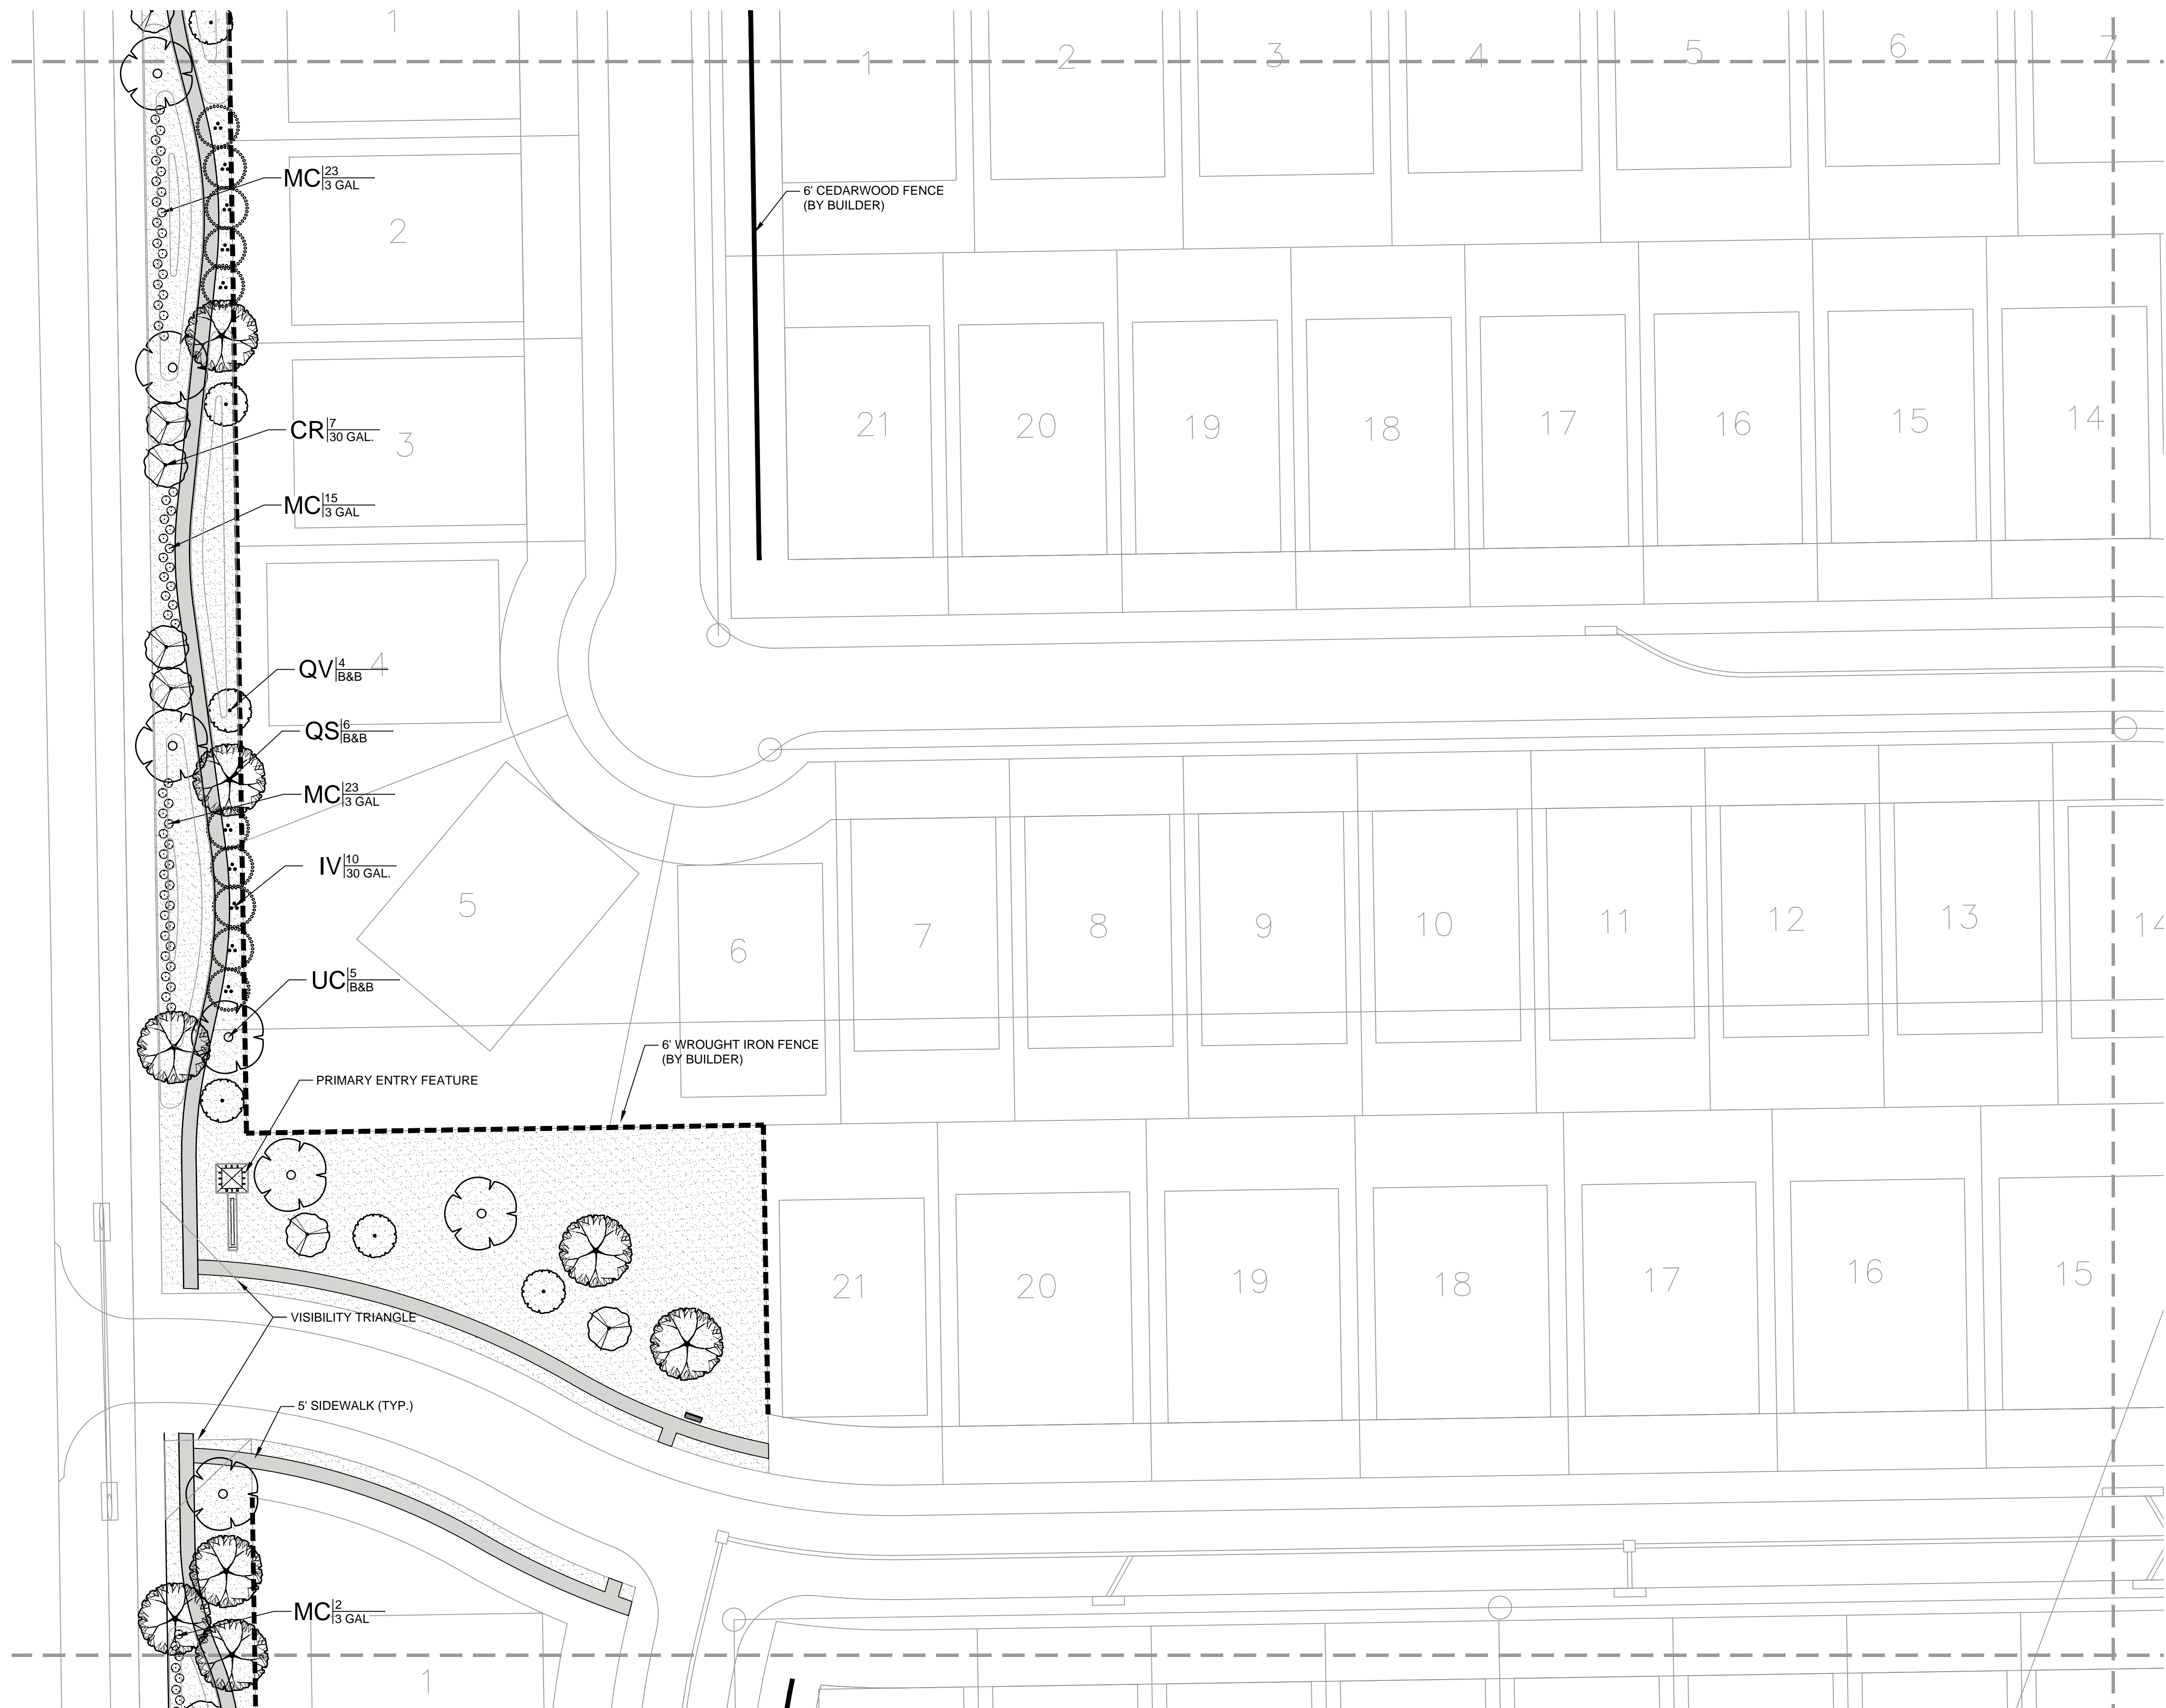 1
1
2
3
4
5
6
7
MC 23
3 GAL
6' CEDARWOOD FENCE
(BY BUILDER)
2
CR 7
30 GAL.
3
21
20
19
18
17
16
15
14
MC 15
3 GAL
QV 4
B&B
4
QS 6
B&B
MC 23
3 GAL
IV 10
30 GAL.
5
6
7
8
9
10
11
12
13
14
UC 5
B&B
6' WROUGHT IRON FENCE
(BY BUILDER)
PRIMARY ENTRY FEATURE
21
20
19
18
17
16
15
VISIBILITY TRIANGLE
5' SIDEWALK (TYP.)
MC 2
3 GAL
1